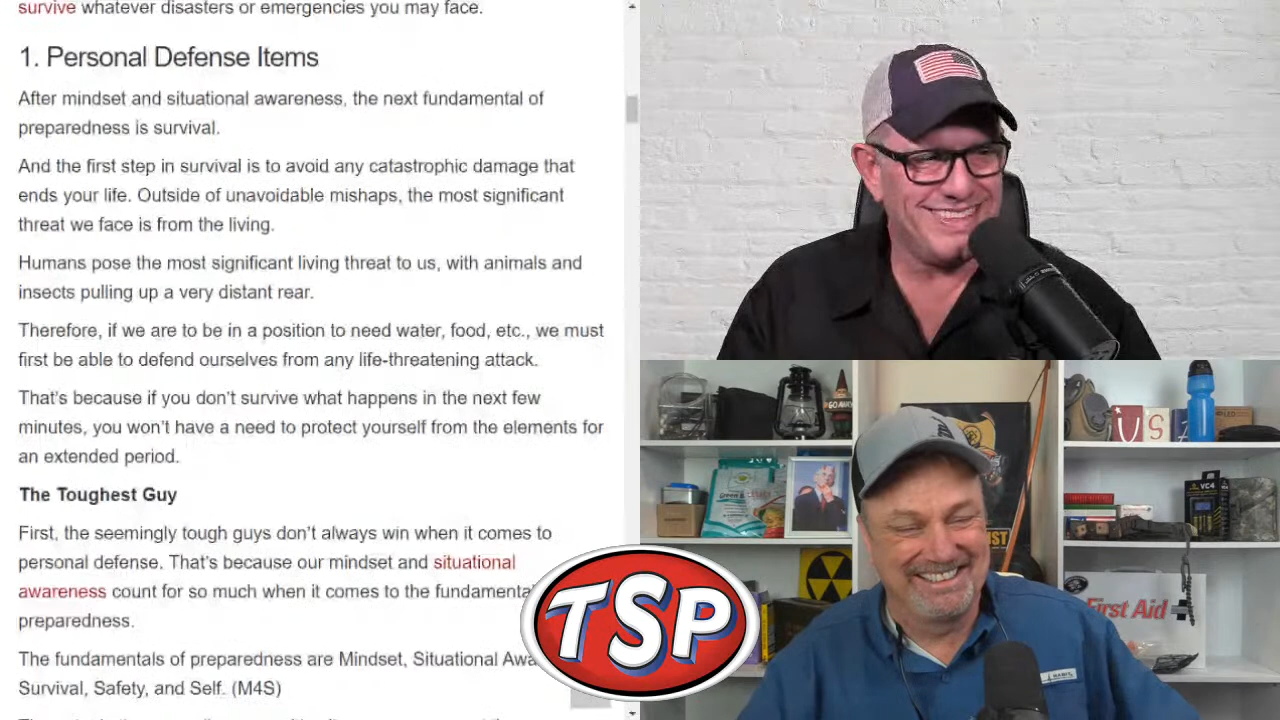 survive whatever disasters or emergencies you may face.
1. Personal Defense Items
After mindset and situational awareness, the next fundamental of
preparedness is survival.
And the first step in survival is to avoid any catastrophic damage that
ends your life. Outside of unavoidable mishaps, the most significant
threat we face is from the living.
Humans pose the most significant living threat to us, with animals and
insects pulling up a very distant rear.
Therefore, if we are to be in a position to need water, food, etc., we must
first be able to defend ourselves from any life-threatening attack.
That's because if you don't survive what happens in the next few
minutes, you won't have a need to protect yourself from the elements for
an extended period.
The Toughest Guy
First, the seemingly tough guys don't always win when it comes to
personal defense. That's because our mindset and situational
awareness count for so much when it comes to the fundamenta
preparedness.
The fundamentals of preparedness are Mindset, Situational Awa
Survival, Safety, and Self. (M4S)
TSP
GO AWAY
U S
VC4
First Aid